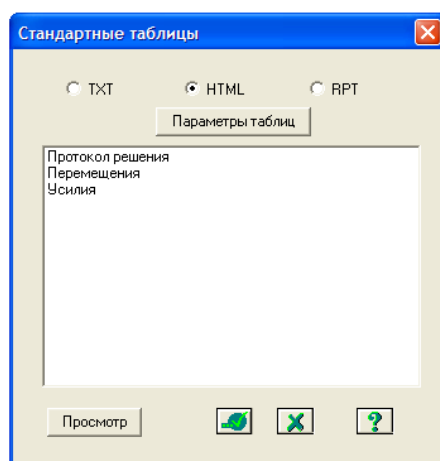 Стандартные таблицы
TXT HTML RPT
Параметры таблиц
Протокол решения
Перемещения
Усилия
Просмотр
?